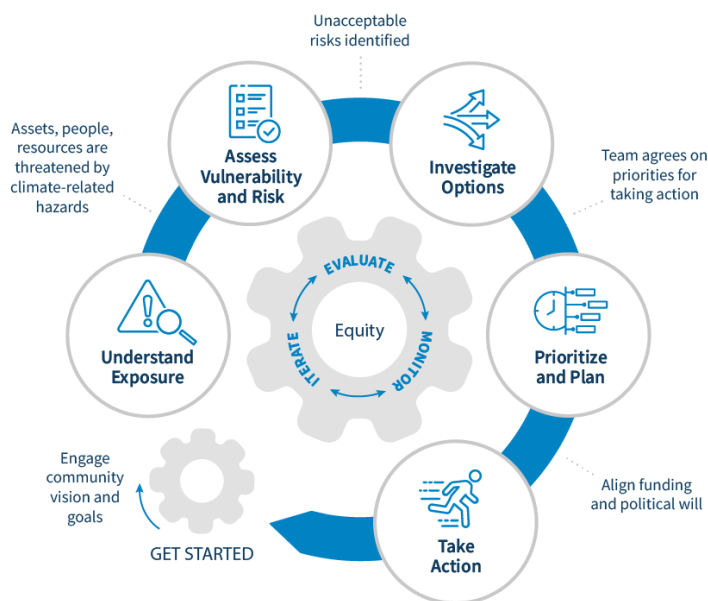 Unacceptable
risks identified
Assess
Vulnerability
and Risk
Investigate
Options
Assets, people,
resources are
threatened by
climate-related
hazards
Team agrees on
priorities for
taking action
EVALUATE
Equity
ITERATE
MONITOR
Understand
Exposure
Prioritize
and Plan
Engage
community
vision and
goals
GET STARTED
Take
Action
Align funding
and political will